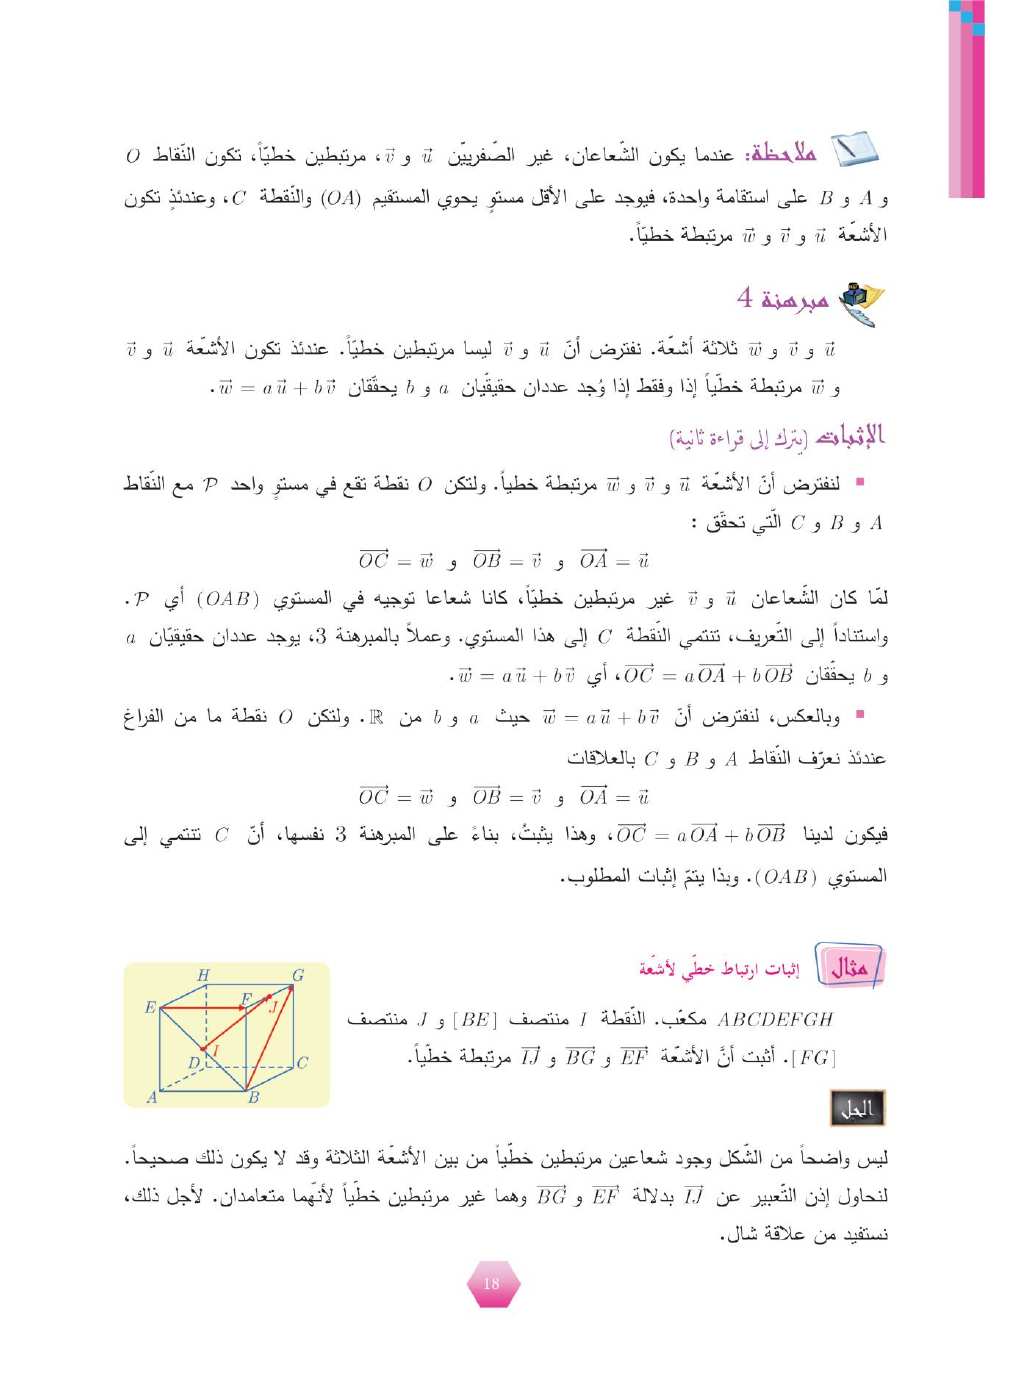 ملاحظة: عندما يكون الشّعاعان، غير الصّفريّين $\vec{u}$ و $\vec{v}$، مرتبطين خطيّاً، تكون النّقاط $O$
و $A$ و $B$ على استقامة واحدة، فيوجد على الأقل مستوٍ يحوي المستقيم $(OA)$ والنّقطة $C$، وعندئذٍ تكون
الأشعّة $\vec{u}$ و $\vec{v}$ و $\vec{w}$ مرتبطة خطيّاً.
مبرهنة 4
$\vec{u}$ و $\vec{v}$ و $\vec{w}$ ثلاثة أشعّة. نفترض أنّ $\vec{u}$ و $\vec{v}$ ليسا مرتبطين خطيّاً. عندئذ تكون الأشعّة $\vec{u}$ و $\vec{v}$
و $\vec{w}$ مرتبطة خطّياً إذا وفقط إذا وُجد عددان حقيقّيان $a$ و $b$ يحقّقان $\vec{w} = a\vec{u} + b\vec{v}$.
الإثبات (يترك إلى قراءة ثانية)
▪ لنفترض أنّ الأشعّة $\vec{u}$ و $\vec{v}$ و $\vec{w}$ مرتبطة خطياً. ولتكن $O$ نقطة تقع في مستوٍ واحد $\mathcal{P}$ مع النّقاط
$A$ و $B$ و $C$ الّتي تحقّق :
$\overrightarrow{OA} = \vec{u}$ و $\overrightarrow{OB} = \vec{v}$ و $\overrightarrow{OC} = \vec{w}$
لمّا كان الشّعاعان $\vec{u}$ و $\vec{v}$ غير مرتبطين خطيّاً، كانا شعاعا توجيه في المستوي $(OAB)$ أي $\mathcal{P}$.
واستناداً إلى التّعريف، تنتمي النّقطة $C$ إلى هذا المستوي. وعملاً بالمبرهنة 3، يوجد عددان حقيقيّان $a$
و $b$ يحقّقان $\overrightarrow{OC} = a\overrightarrow{OA} + b\overrightarrow{OB}$، أي $\vec{w} = a\vec{u} + b\vec{v}$.
▪ وبالعكس، لنفترض أنّ $\vec{w} = a\vec{u} + b\vec{v}$ حيث $a$ و $b$ من $\mathbb{R}$. ولتكن $O$ نقطة ما من الفراغ
عندئذ نعرّف النّقاط $A$ و $B$ و $C$ بالعلاقات
$\overrightarrow{OA} = \vec{u}$ و $\overrightarrow{OB} = \vec{v}$ و $\overrightarrow{OC} = \vec{w}$
فيكون لدينا $\overrightarrow{OC} = a\overrightarrow{OA} + b\overrightarrow{OB}$، وهذا يثبتُ، بناءً على المبرهنة 3 نفسها، أنّ $C$ تنتمي إلى
المستوي $(OAB)$. وبذا يتمّ إثبات المطلوب.
مثال إثبات ارتباط خطّي لأشعّة
$ABCDEFGH$ مكعّب. النّقطة $I$ منتصف $[BE]$ و $J$ منتصف
$[FG]$. أثبت أنَّ الأشعّة $\overrightarrow{EF}$ و $\overrightarrow{BG}$ و $\overrightarrow{IJ}$ مرتبطة خطّياً.
H G
E F J
I
D C
A B
الحل
ليس واضحاً من الشّكل وجود شعاعين مرتبطين خطّياً من بين الأشعّة الثلاثة وقد لا يكون ذلك صحيحاً.
لنحاول إذن التّعبير عن $\overrightarrow{IJ}$ بدلالة $\overrightarrow{EF}$ و $\overrightarrow{BG}$ وهما غير مرتبطين خطّياً لأنّهما متعامدان. لأجل ذلك،
نستفيد من علاقة شال.
18